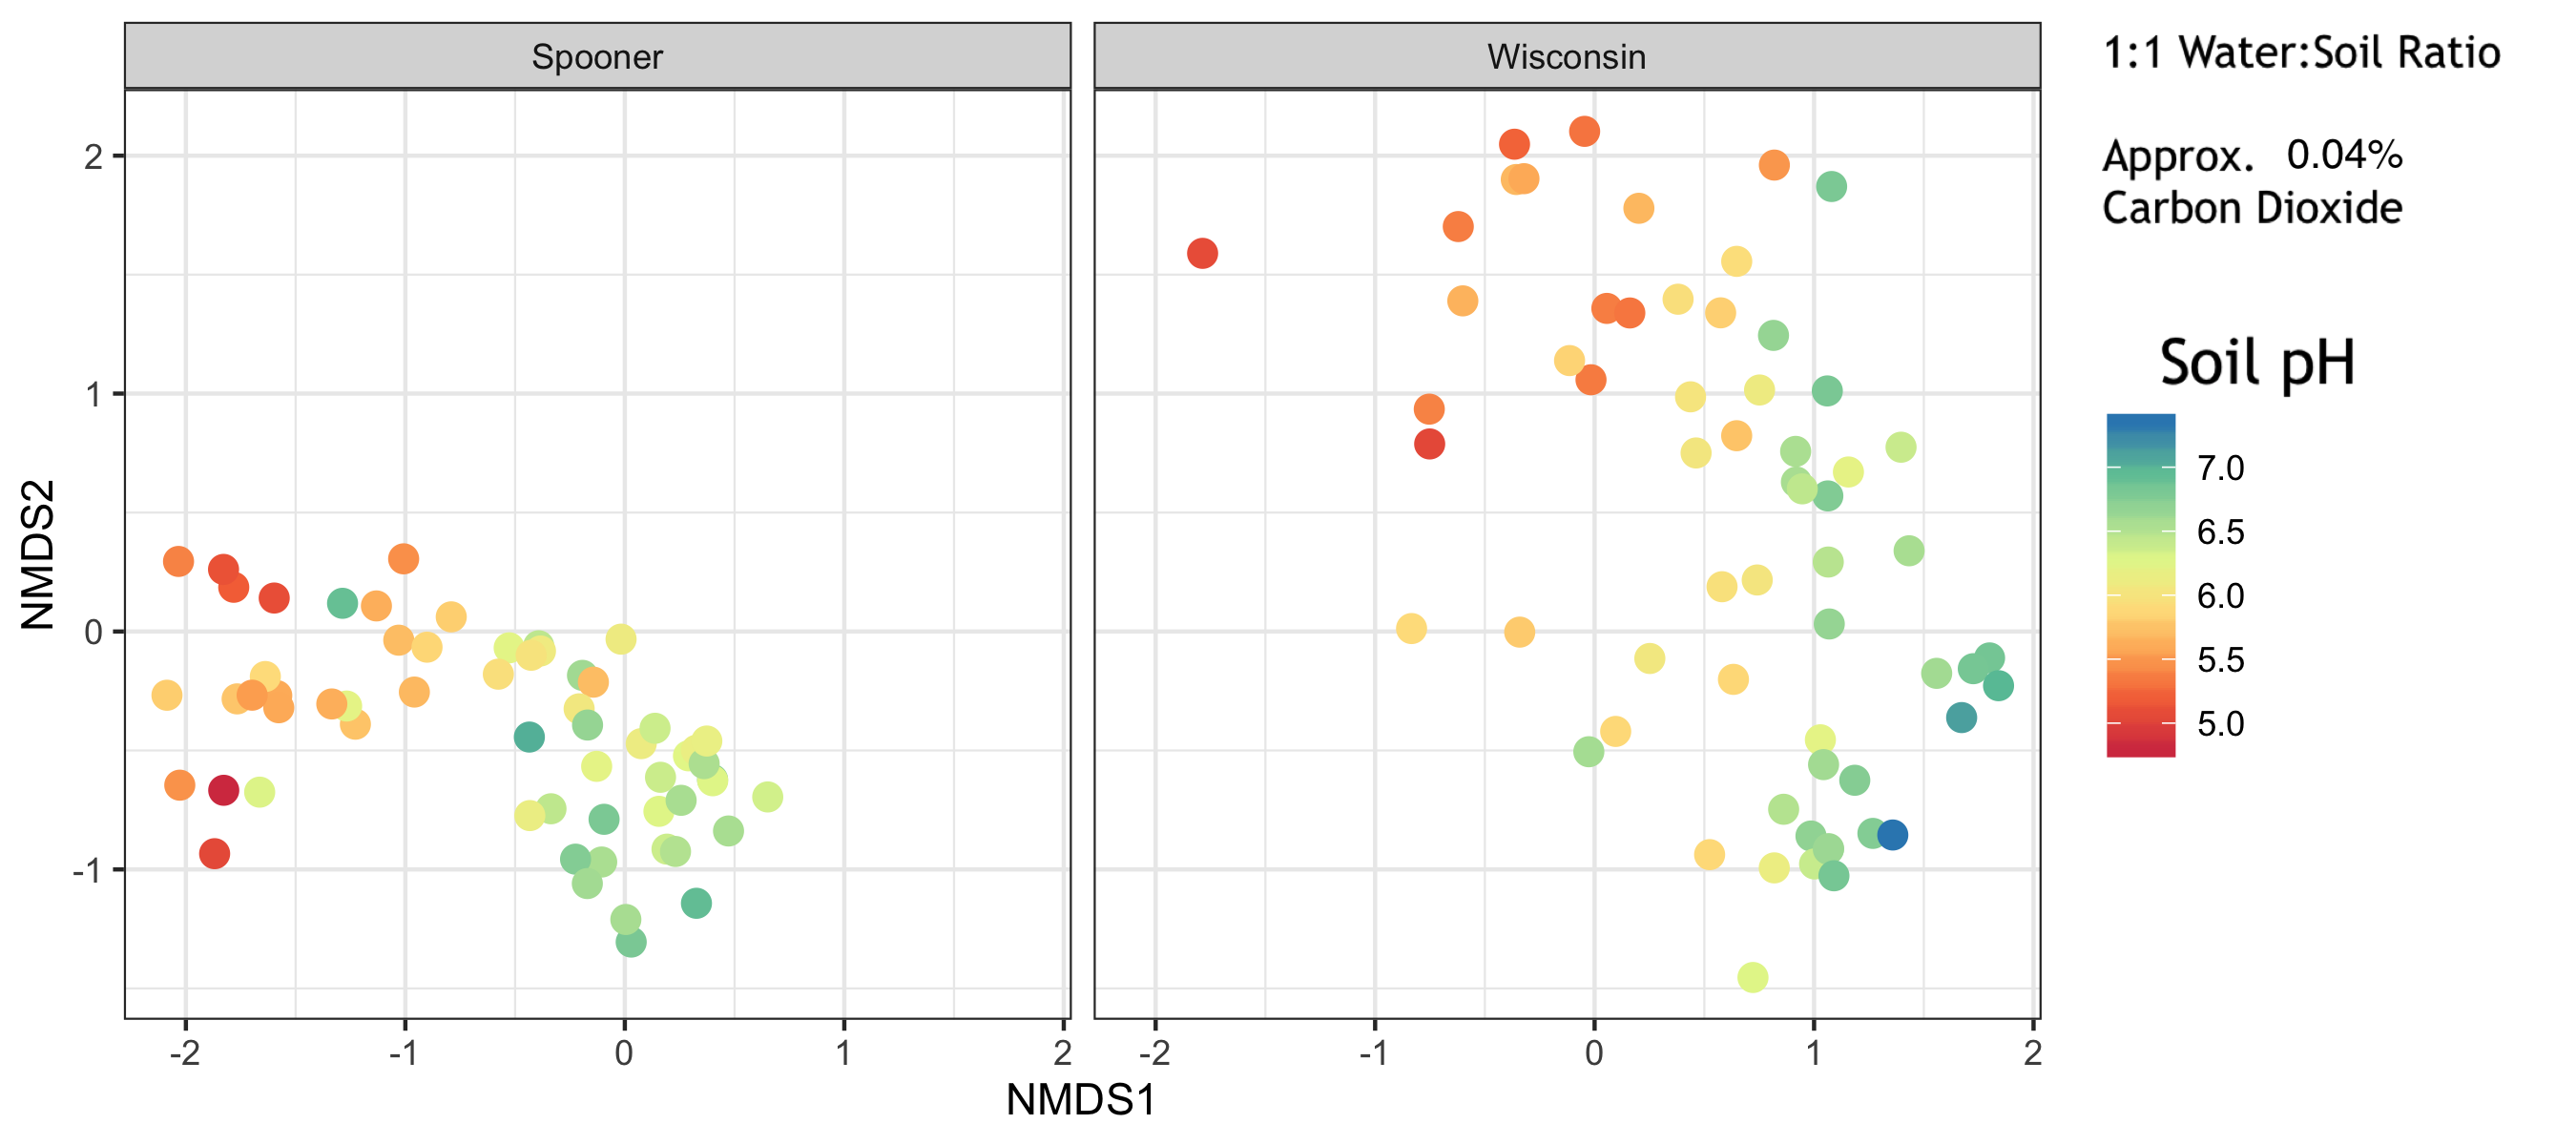 Spooner
Wisconsin
1:1 Water:Soil Ratio
Approx. 0.04%
Carbon Dioxide
Soil pH
7.0
6.5
6.0
5.5
5.0
NMDS2
2
1
0
-1
-2 -1 0 1 2
-2 -1 0 1 2
NMDS1